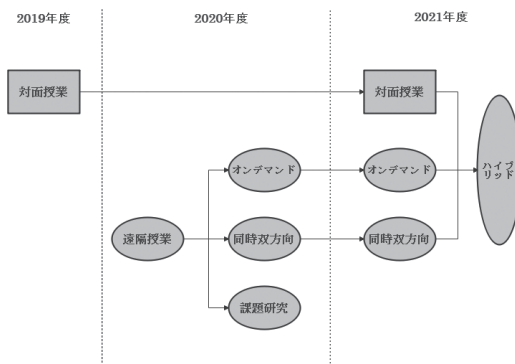 2019年度
2020年度
2021年度
対面授業
対面授業
オンデマンド
オンデマンド
ハイブ
リッド
遠隔授業
同時双方向
同時双方向
課題研究